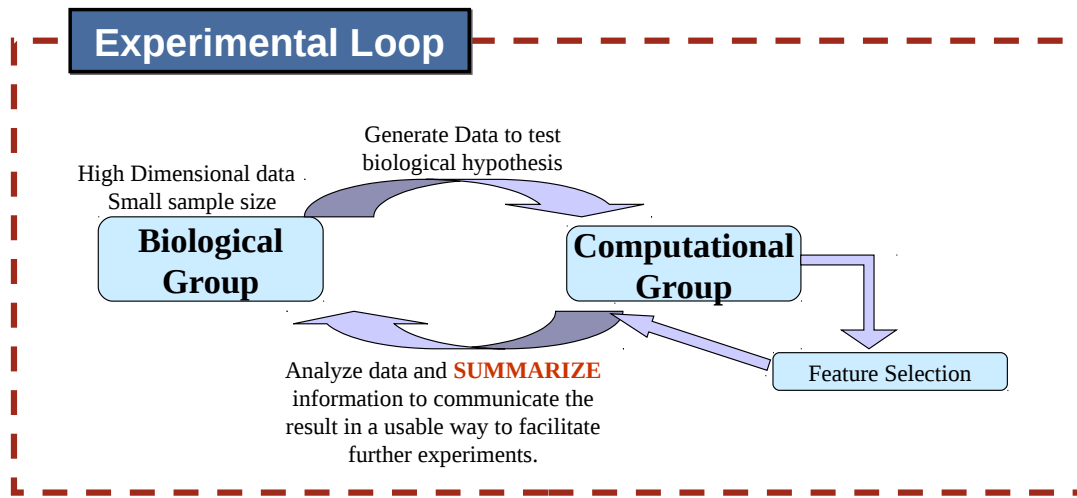 Experimental Loop
Generate Data to test
biological hypothesis
High Dimensional data
Small sample size
Biological
Group
Computational
Group
Feature Selection
Analyze data and SUMMARIZE
information to communicate the
result in a usable way to facilitate
further experiments.